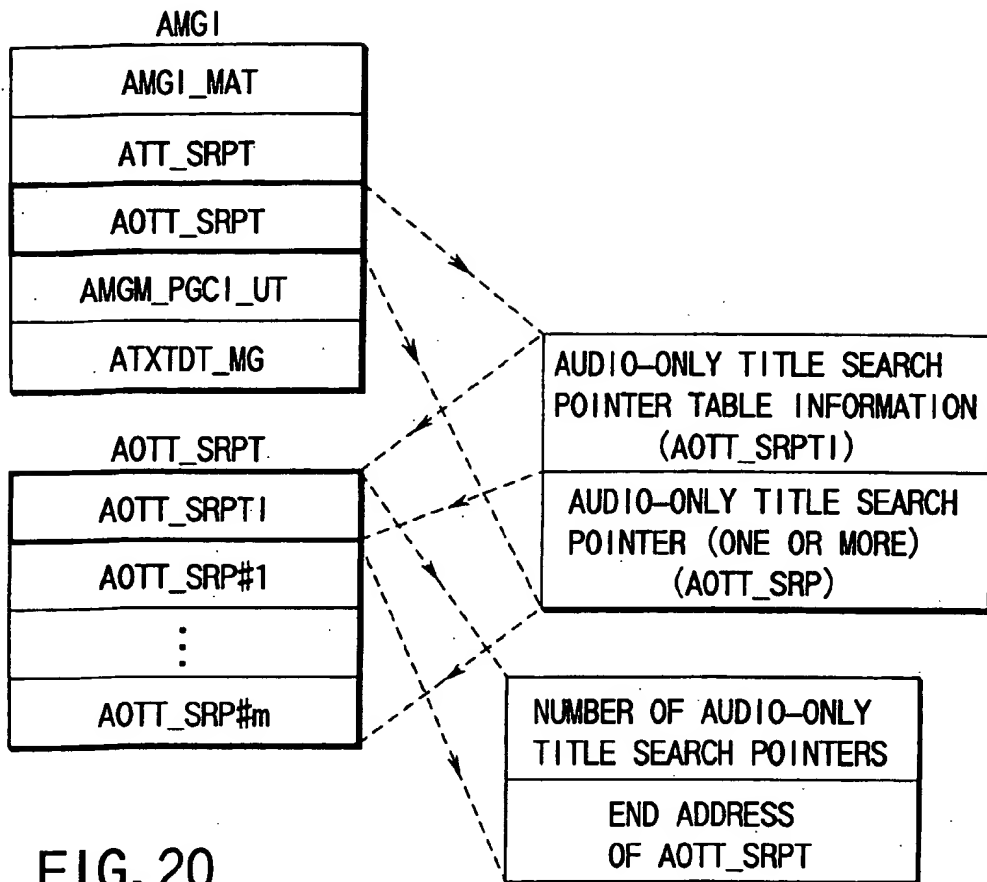 AMGI
AMGI_MAT
ATT_SRPT
AOTT_SRPT
AMGM_PGCI_UT
ATXTDT_MG
AOTT_SRPT
AOTT_SRPTI
AOTT_SRP#1
⋮
AOTT_SRP#m
AUDIO-ONLY TITLE SEARCH
POINTER TABLE INFORMATION
(AOTT_SRPTI)
AUDIO-ONLY TITLE SEARCH
POINTER (ONE OR MORE)
(AOTT_SRP)
NUMBER OF AUDIO-ONLY
TITLE SEARCH POINTERS
END ADDRESS
OF AOTT_SRPT
FIG. 20